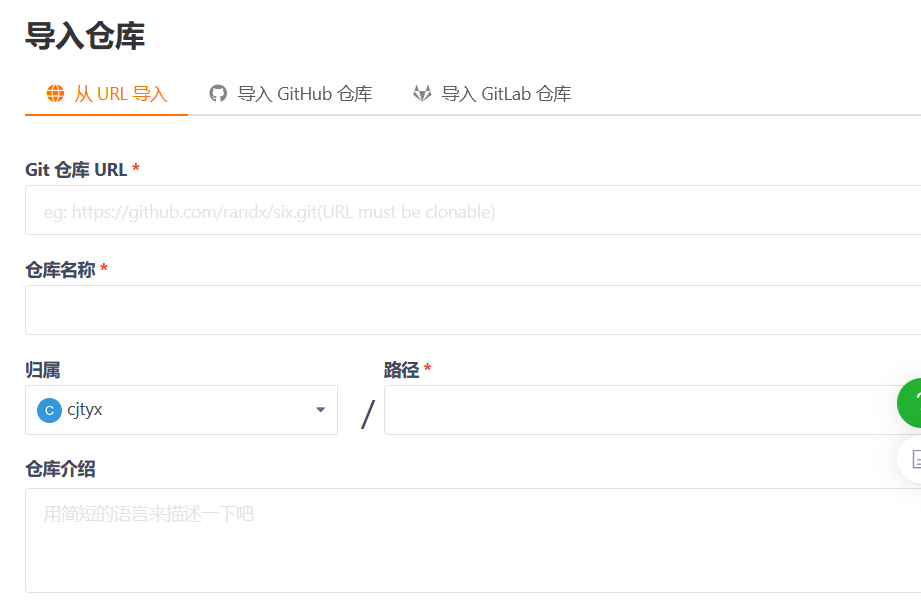 导入仓库
从 URL 导入 导入 GitHub 仓库 导入 GitLab 仓库
Git 仓库 URL *
eg: https://github.com/randx/six.git(URL must be clonable)
仓库名称 *
归属 路径 *
C cjtyx /
仓库介绍
用简短的语言来描述一下吧